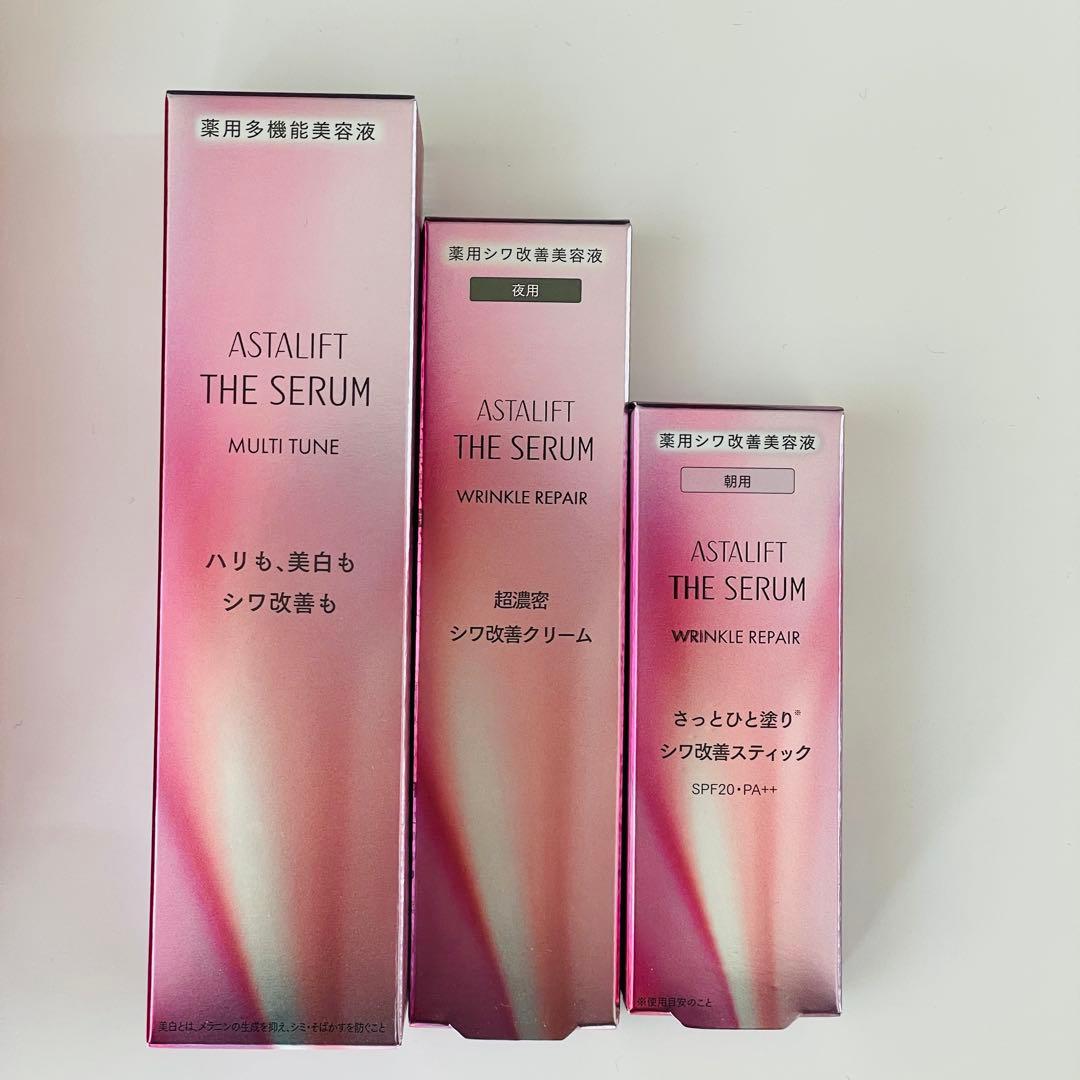 薬用多機能美容液
ASTALIFT
THE SERUM
MULTI TUNE
ハリも、美白も
シワ改善も
美白とは、メラニンの生成を抑え、シミ・そばかすを防ぐこと
薬用シワ改善美容液
夜用
ASTALIFT
THE SERUM
WRINKLE REPAIR
超濃密
シワ改善クリーム
薬用シワ改善美容液
朝用
ASTALIFT
THE SERUM
WRINKLE REPAIR
さっとひと塗り※
シワ改善スティック
SPF20・PA++
※使用目安のこと